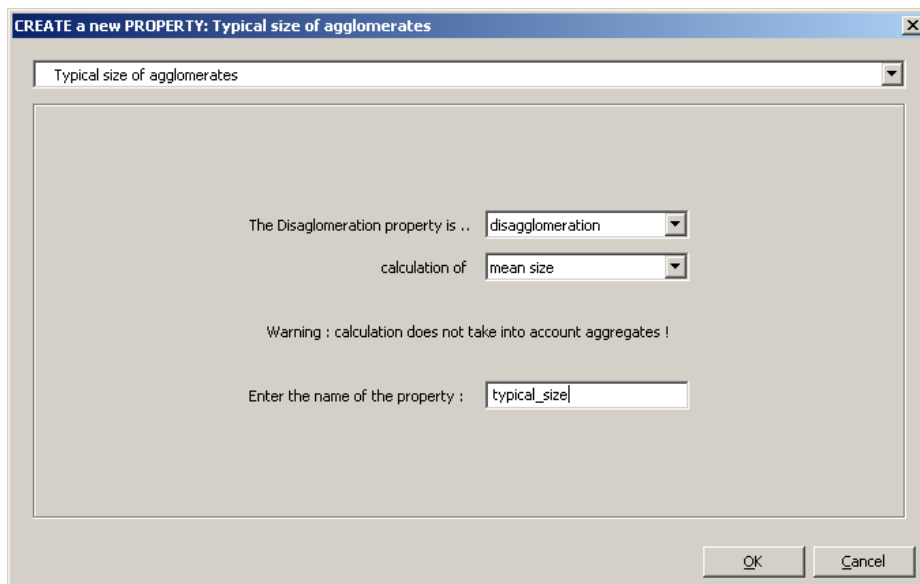 CREATE a new PROPERTY: Typical size of agglomerates
Typical size of agglomerates
The Disaglomeration property is .. disagglomeration
calculation of mean size
Warning : calculation does not take into account aggregates !
Enter the name of the property : typical_size
OK Cancel